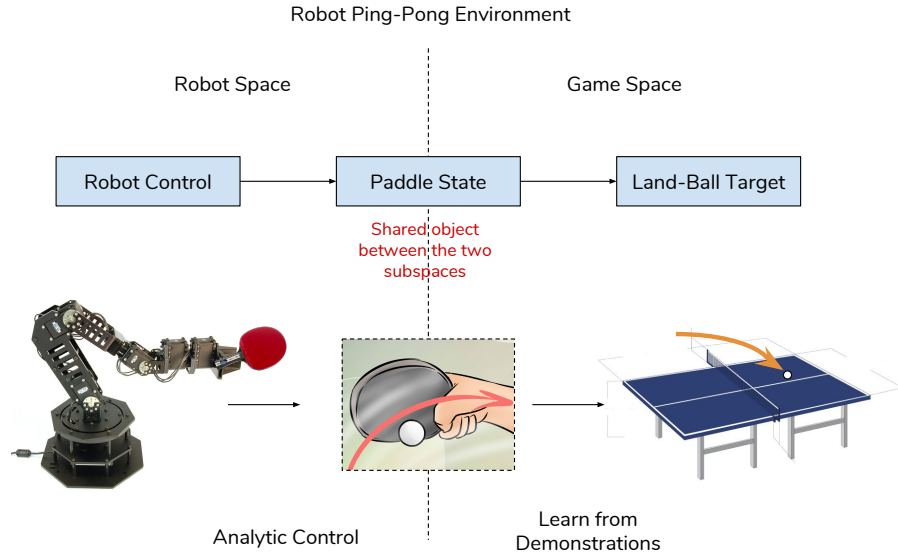 Robot Ping-Pong Environment
Robot Space
Game Space
Robot Control
Paddle State
Land-Ball Target
Shared object
between the two
subspaces
Analytic Control
Learn from
Demonstrations